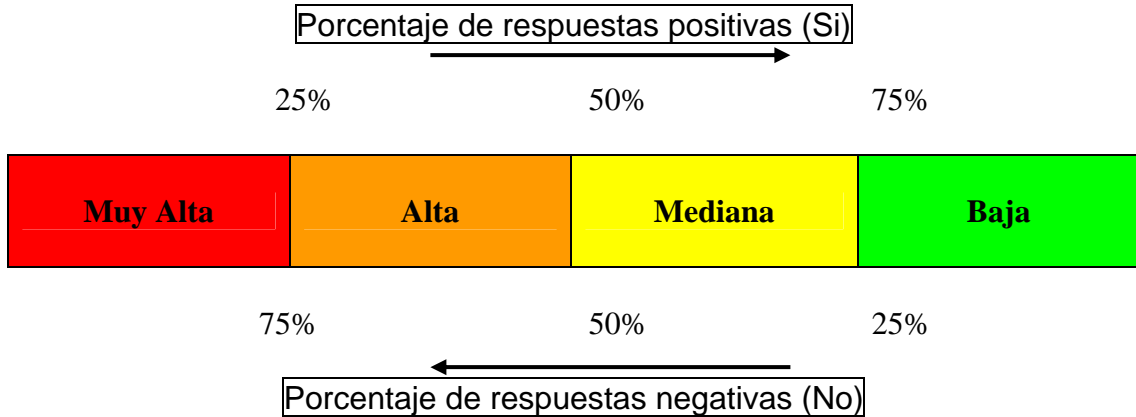 Porcentaje de respuestas positivas (Si)
25% 50% 75%
Muy Alta Alta Mediana Baja
75% 50% 25%
Porcentaje de respuestas negativas (No)